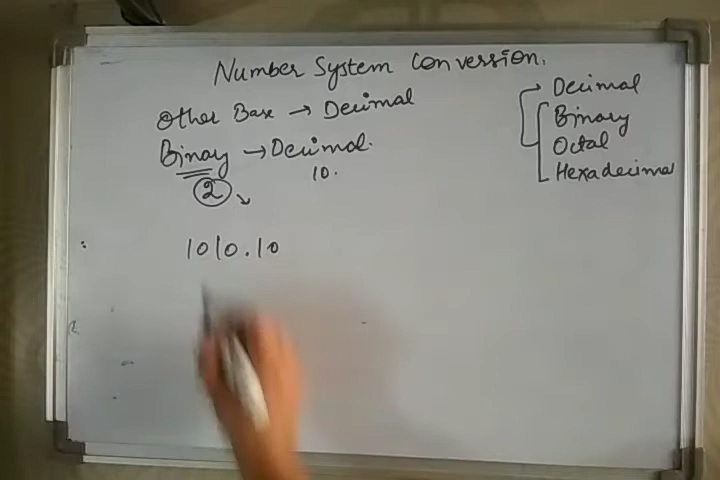 Number System Conversion.
Other Base → Decimal
Binary → Decimal.
10.
2
1010.10
Decimal
Binary
Octal
Hexadecimal